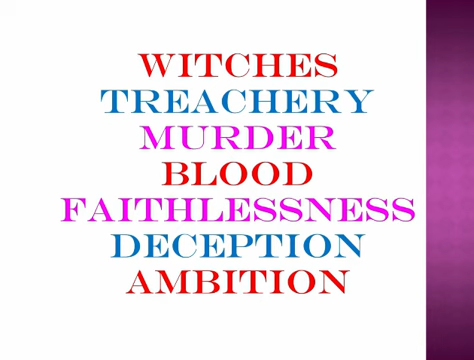 WITCHES
TREACHERY
MURDER
BLOOD
FAITHLESSNESS
DECEPTION
AMBITION